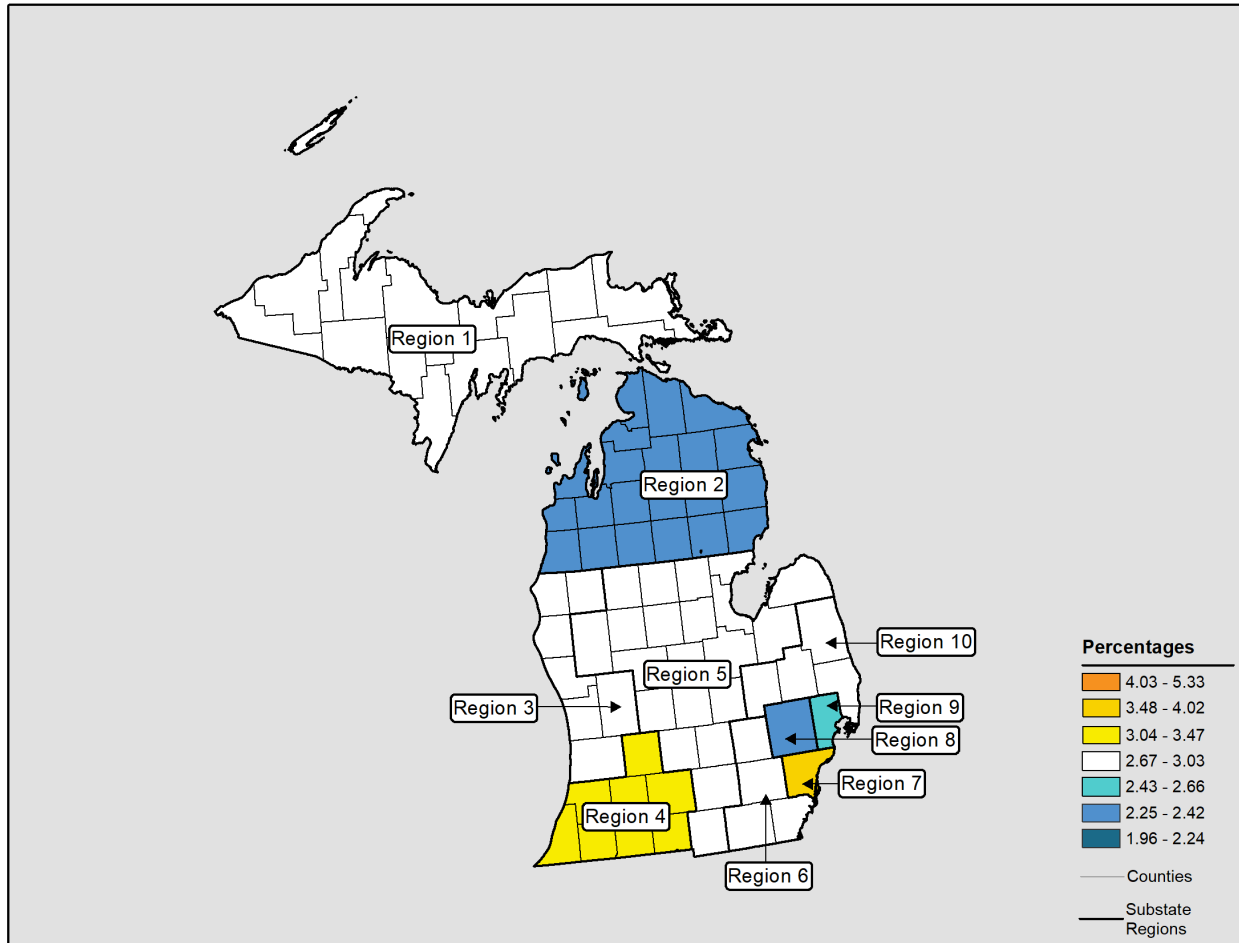 Region 1
Region 2
Region 10
Region 5
Region 3
Region 9
Region 8
Region 7
Region 4
Region 6
Percentages
4.03 - 5.33
3.48 - 4.02
3.04 - 3.47
2.67 - 3.03
2.43 - 2.66
2.25 - 2.42
1.96 - 2.24
Counties
Substate
Regions